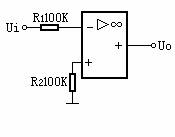 R₁100K
Ui
- ▷∞
+
+
Uo
R₂100K